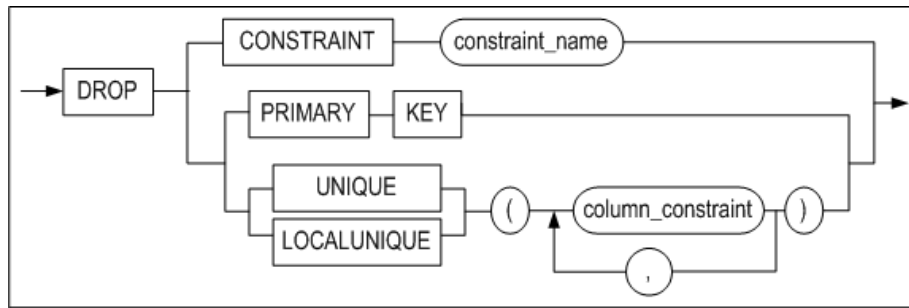 CONSTRAINT constraint_name
DROP
PRIMARY KEY
UNIQUE
( column_constraint )
LOCALUNIQUE
,